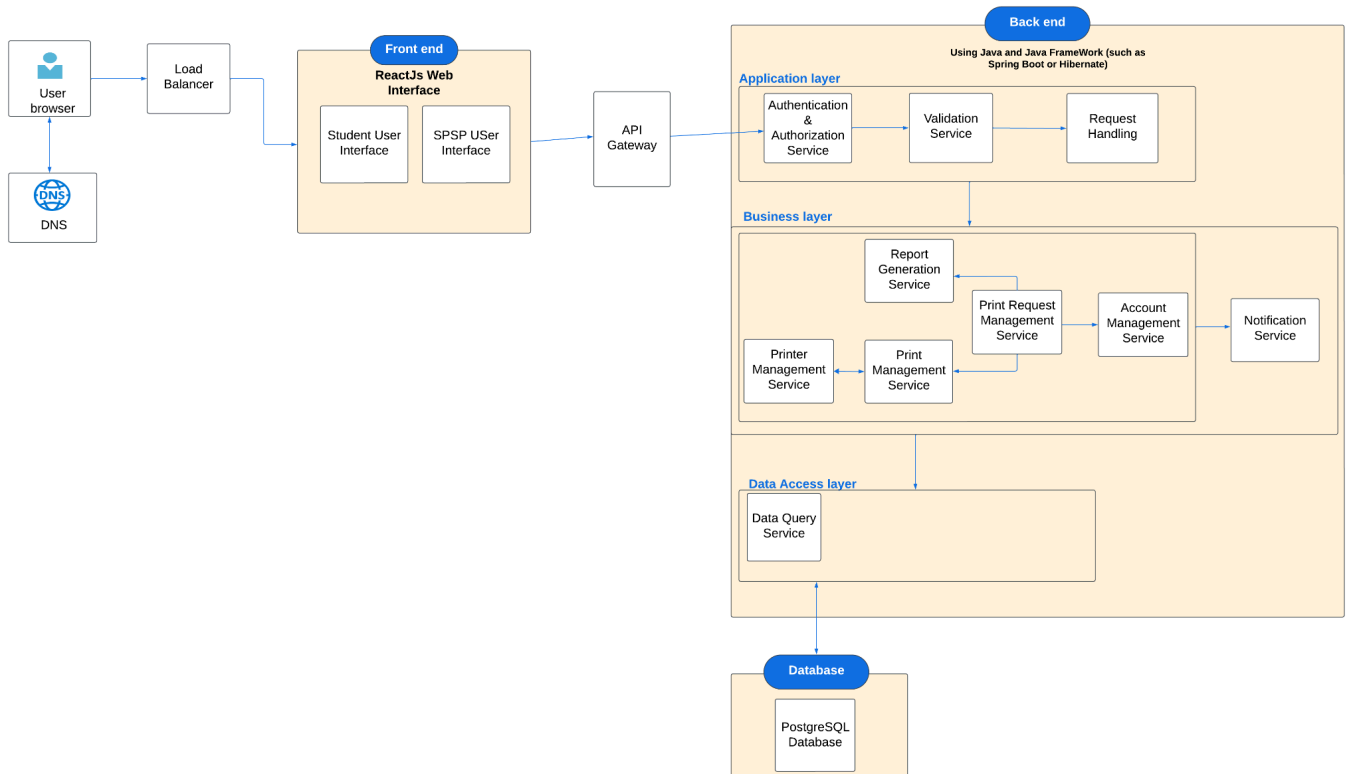 User
browser
DNS
DNS
Load
Balancer
Front end
ReactJs Web
Interface
Student User
Interface
SPSP USer
Interface
API
Gateway
Back end
Using Java and Java FrameWork (such as
Spring Boot or Hibernate)
Application layer
Authentication
&
Authorization
Service
Validation
Service
Request
Handling
Business layer
Report
Generation
Service
Print Request
Management
Service
Account
Management
Service
Notification
Service
Printer
Management
Service
Print
Management
Service
Data Access layer
Data Query
Service
Database
PostgreSQL
Database